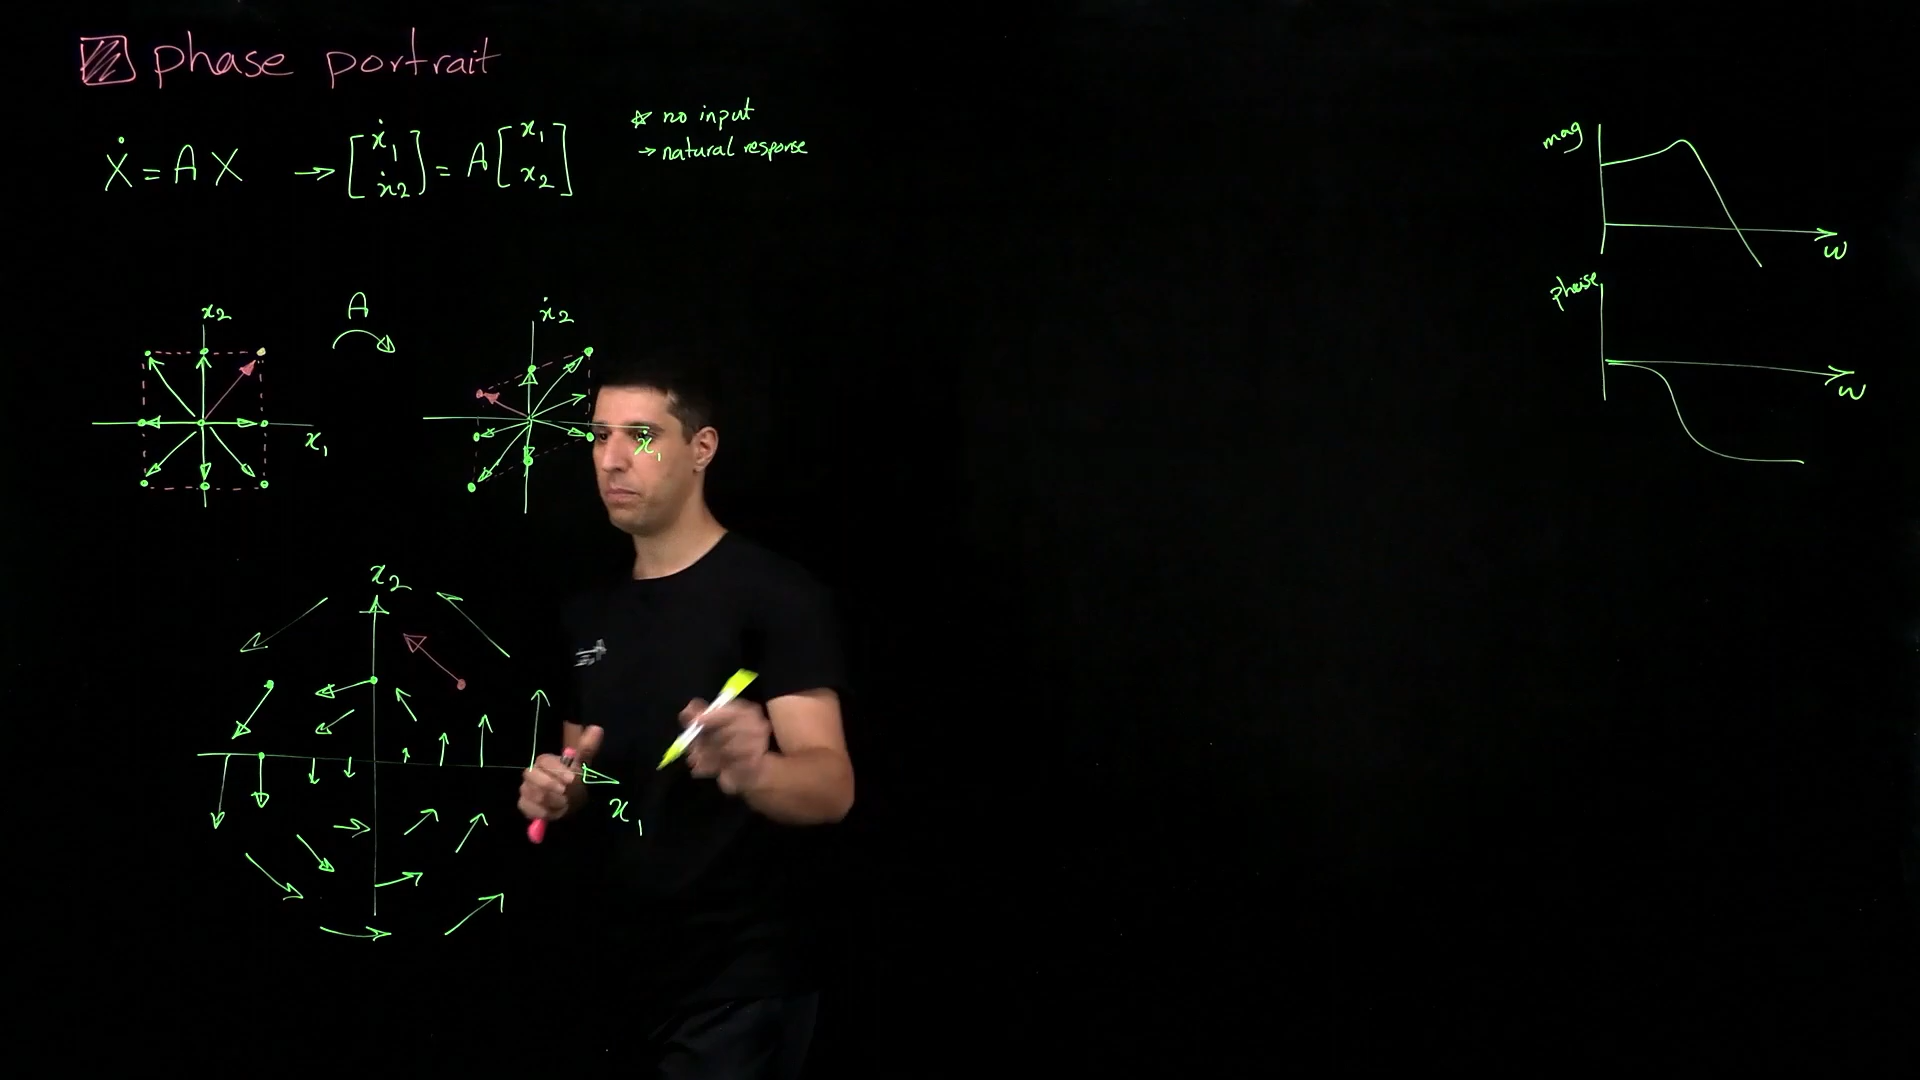 phase portrait
Ẋ = A X → [ẋ₁ ẋ₂] = A [x₁ x₂]
* no input
→ natural response
x₂
x₁
A
ẋ₂
ẋ₁
x₂
x₁
mag
ω
phase
ω